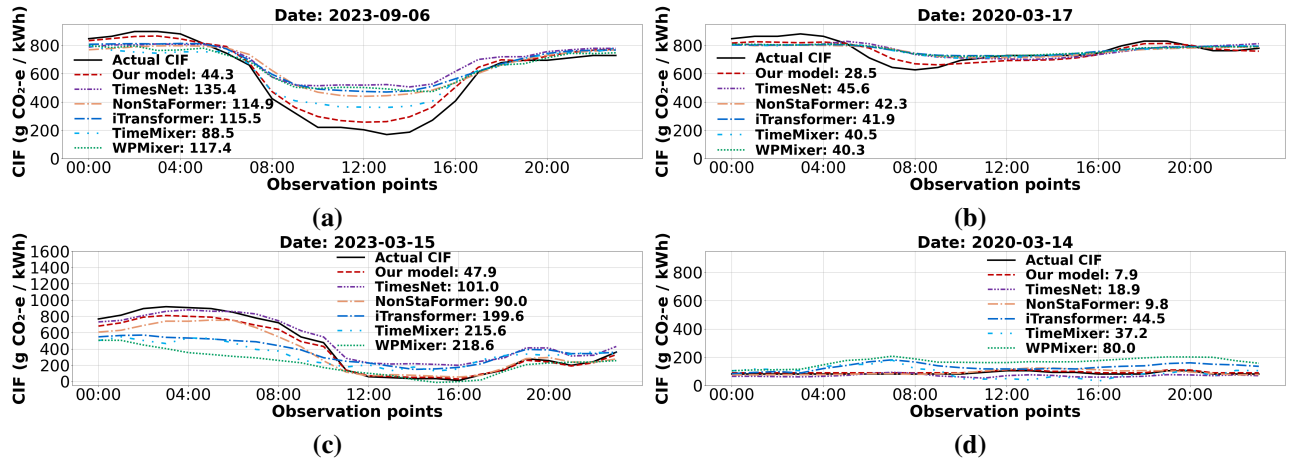 Date: 2023-09-06
CIF (g CO₂-e / kWh)
800
600
400
200
0
Actual CIF
Our model: 44.3
TimesNet: 135.4
NonStaFormer: 114.9
iTransformer: 115.5
TimeMixer: 88.5
WPMixer: 117.4
00:00 04:00 08:00 12:00 16:00 20:00
Observation points
(a)
Date: 2020-03-17
CIF (g CO₂-e / kWh)
800
600
400
200
0
Actual CIF
Our model: 28.5
TimesNet: 45.6
NonStaFormer: 42.3
iTransformer: 41.9
TimeMixer: 40.5
WPMixer: 40.3
00:00 04:00 08:00 12:00 16:00 20:00
Observation points
(b)
Date: 2023-03-15
CIF (g CO₂-e / kWh)
1600
1400
1200
1000
800
600
400
200
0
Actual CIF
Our model: 47.9
TimesNet: 101.0
NonStaFormer: 90.0
iTransformer: 199.6
TimeMixer: 215.6
WPMixer: 218.6
00:00 04:00 08:00 12:00 16:00 20:00
Observation points
(c)
Date: 2020-03-14
CIF (g CO₂-e / kWh)
800
600
400
200
0
Actual CIF
Our model: 7.9
TimesNet: 18.9
NonStaFormer: 9.8
iTransformer: 44.5
TimeMixer: 37.2
WPMixer: 80.0
00:00 04:00 08:00 12:00 16:00 20:00
Observation points
(d)